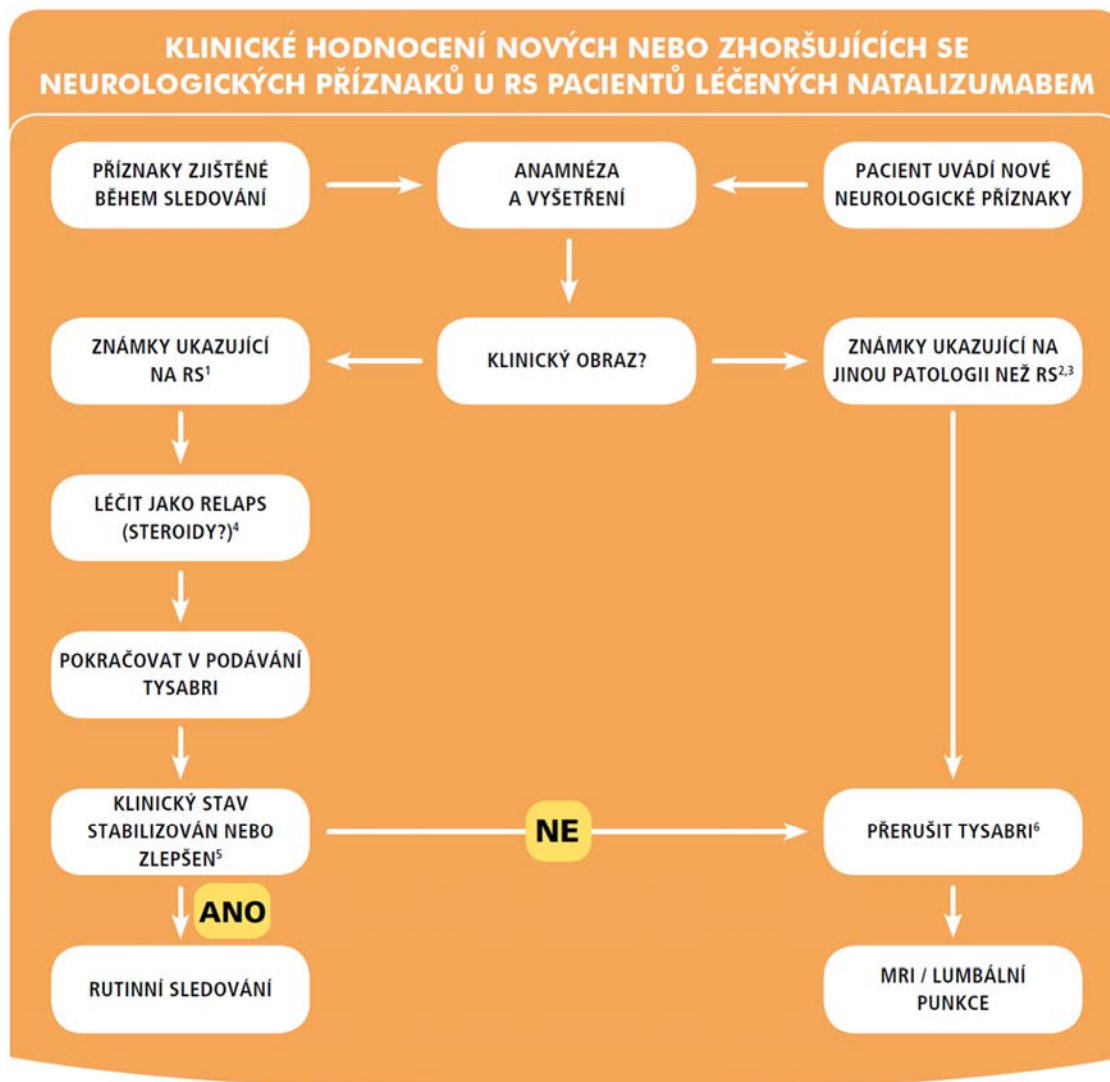 KLINICKÉ HODNOCENÍ NOVÝCH NEBO ZHORŠUJÍCÍCH SE
NEUROLOGICKÝCH PŘÍZNAKŮ U RS PACIENTŮ LÉČENÝCH NATALIZUMABEM
PŘÍZNAKY ZJIŠTĚNÉ
BĚHEM SLEDOVÁNÍ
ANAMNÉZA
A VYŠETŘENÍ
PACIENT UVÁDÍ NOVÉ
NEUROLOGICKÉ PŘÍZNAKY
ZNÁMKY UKAZUJÍCÍ
NA RS¹
KLINICKÝ OBRAZ?
ZNÁMKY UKAZUJÍCÍ NA
JINOU PATOLOGII NEŽ RS²,³
LÉČIT JAKO RELAPS
(STEROIDY?)⁴
POKRAČOVAT V PODÁVÁNÍ
TYSABRI
KLINICKÝ STAV
STABILIZOVÁN NEBO
ZLEPŠEN⁵
NE
PŘERUŠIT TYSABRI⁶
ANO
RUTINNÍ SLEDOVÁNÍ
MRI / LUMBÁLNÍ
PUNKCE